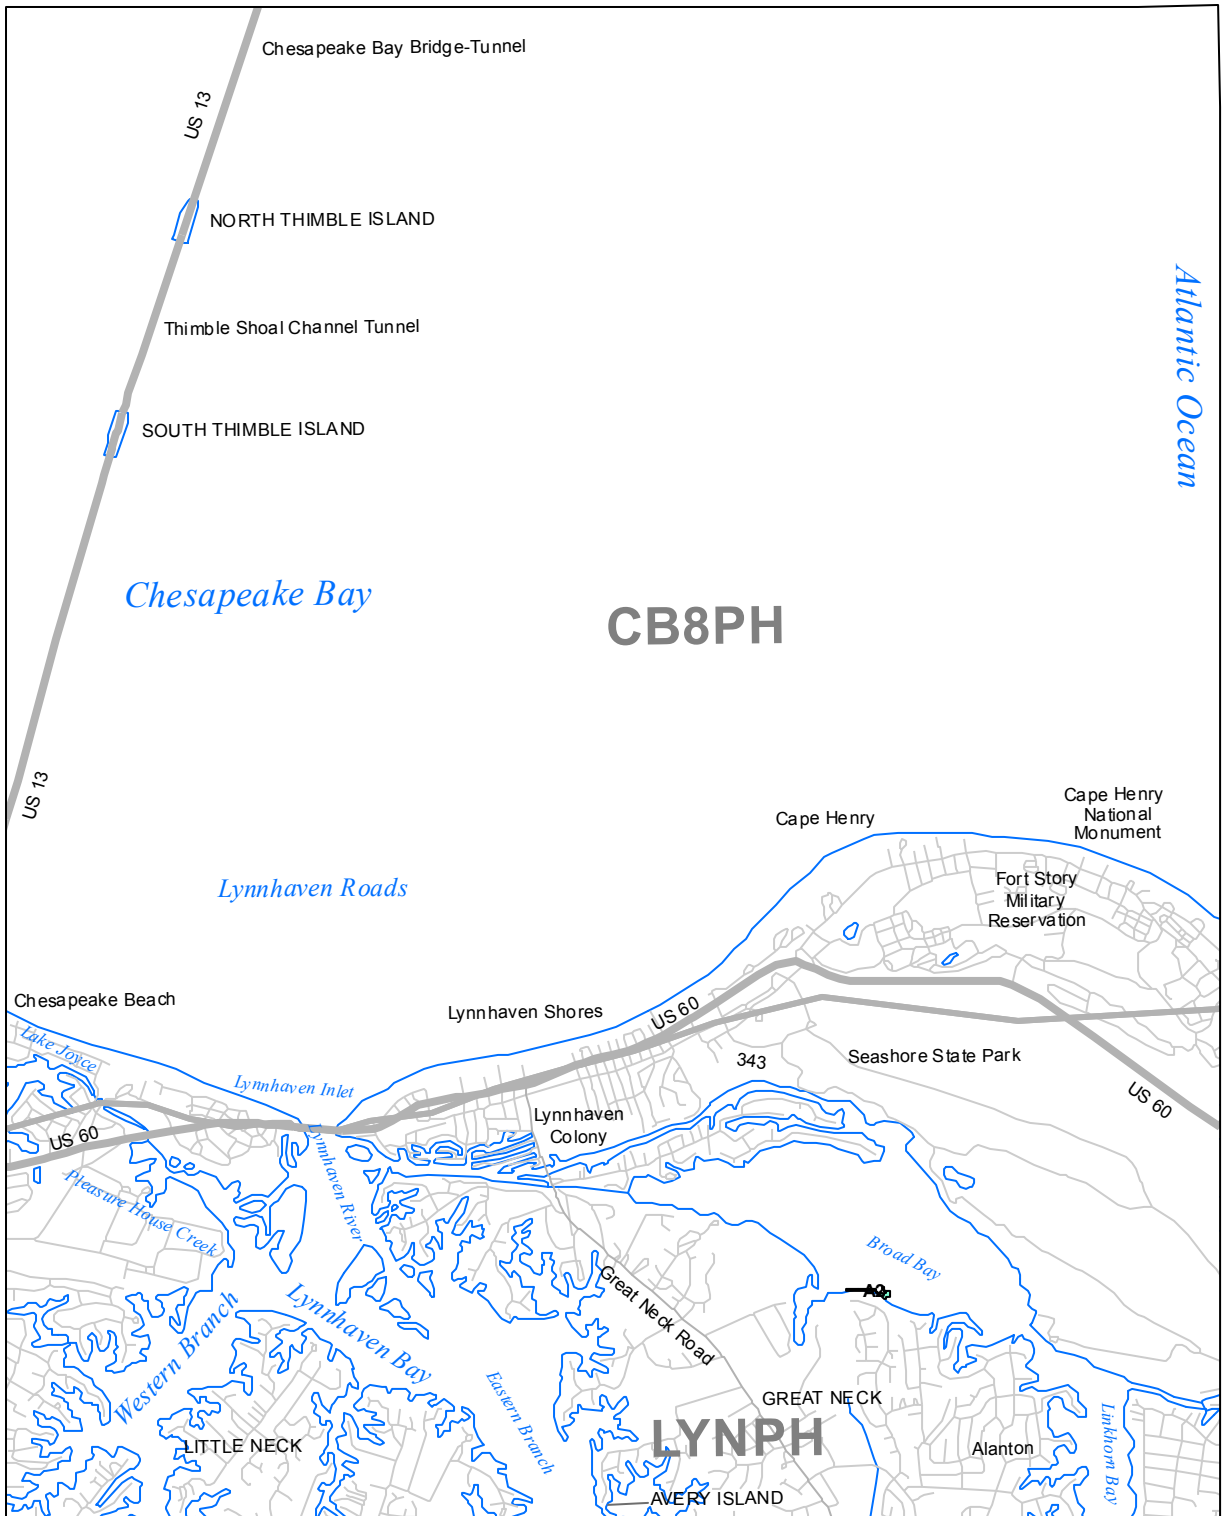 Chesapeake Bay Bridge-Tunnel
US 13
NORTH THIMBLE ISLAND
Atlantic Ocean
Thimble Shoal Channel Tunnel
SOUTH THIMBLE ISLAND
Chesapeake Bay
CB8PH
US 13
Cape Henry
National
Monument
Cape Henry
Fort Story
Military
Reservation
Lynnhaven Roads
Chesapeake Beach
Lynnhaven Shores
US 60
Lake Joyce
343
Seashore State Park
Lynnhaven Inlet
US 60
Lynnhaven
Colony
US 60
Lynnhaven River
Pleasure House Creek
Broad Bay
Great Neck Road
Lynnhaven Bay
Western Branch
Eastern Branch
GREAT NECK
LYNPH
LITTLE NECK
Alanton
Linkhorn Bay
AVERY ISLAND